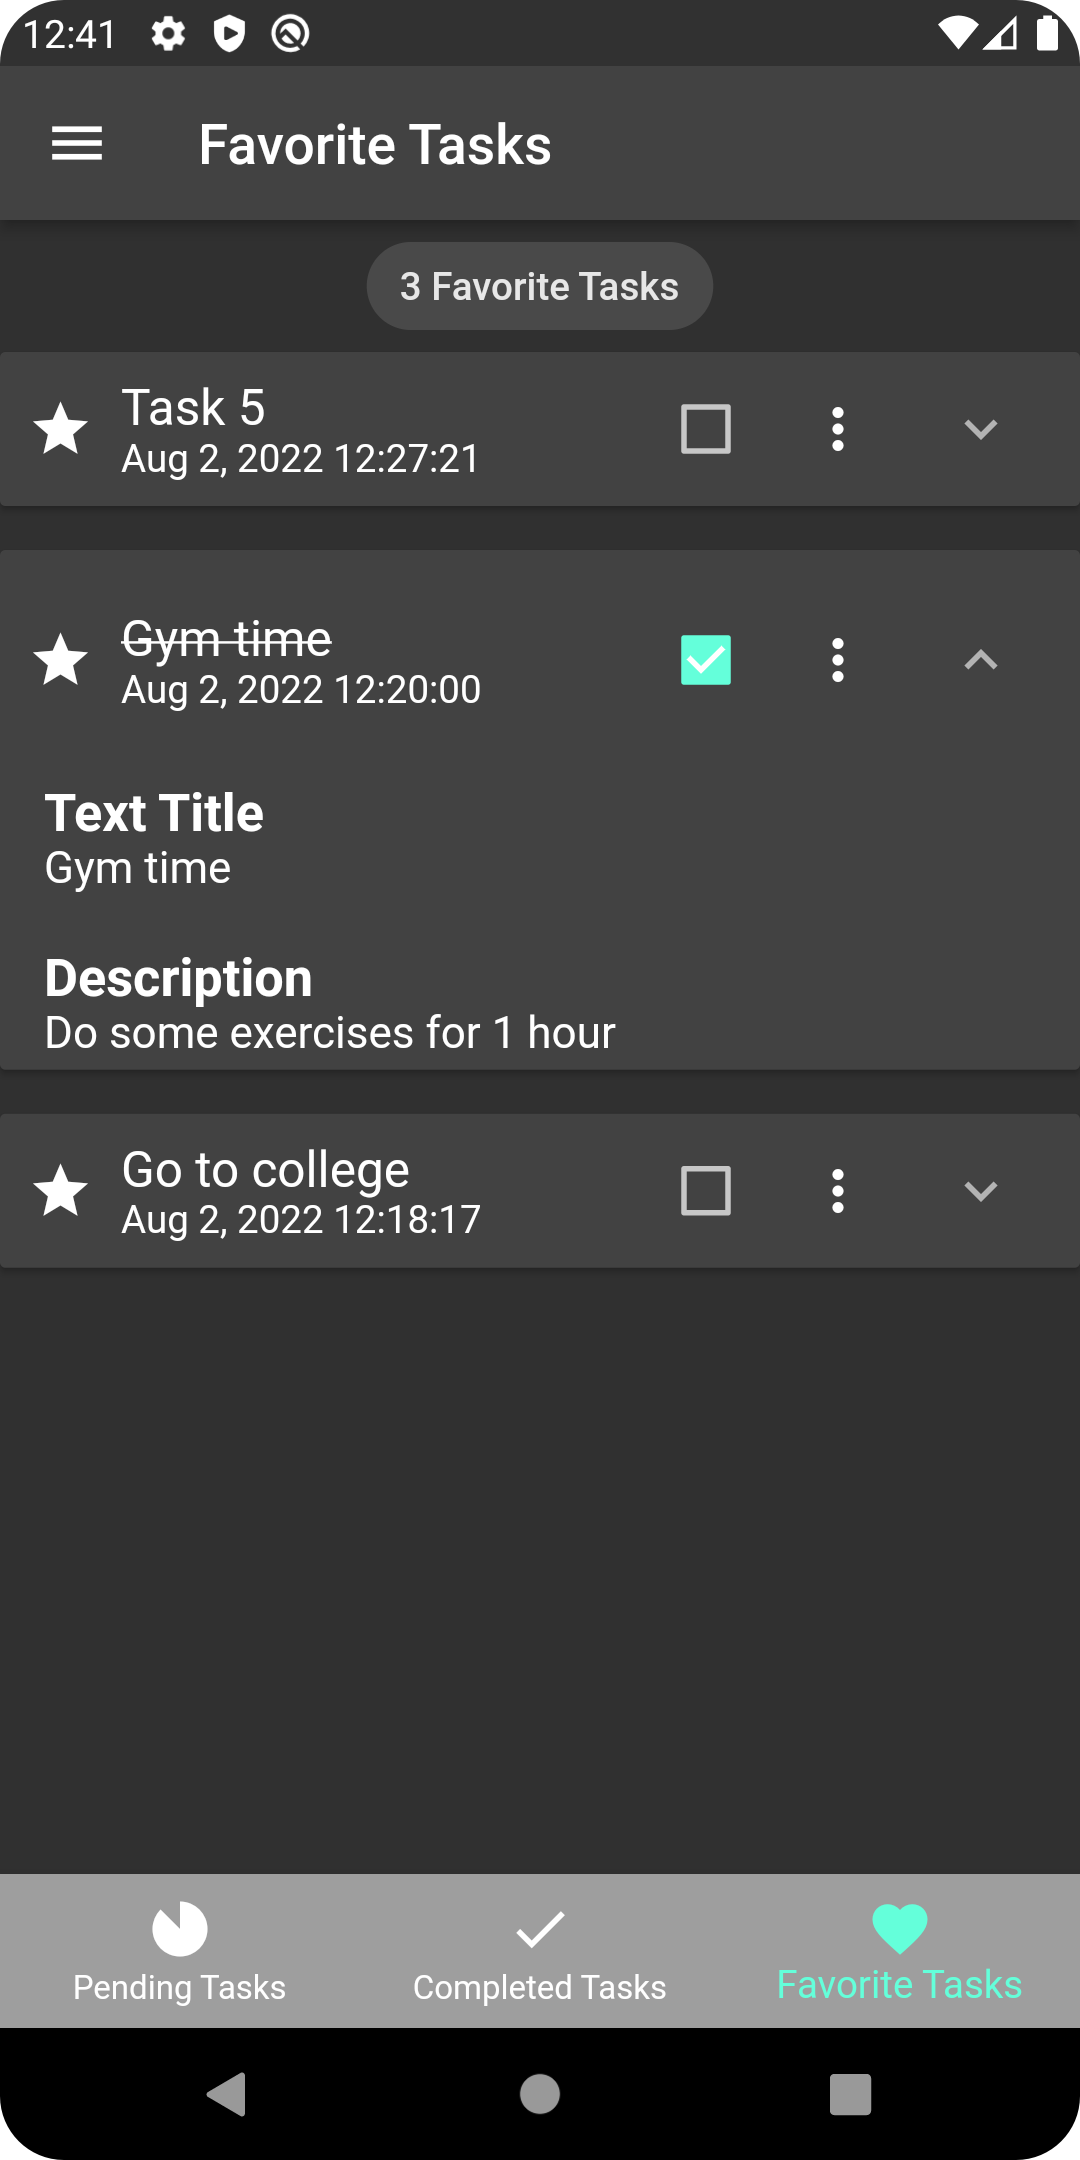 12:41
Favorite Tasks
3 Favorite Tasks
Task 5
Aug 2, 2022 12:27:21
Gym time
Aug 2, 2022 12:20:00
Text Title
Gym time
Description
Do some exercises for 1 hour
Go to college
Aug 2, 2022 12:18:17
Pending Tasks
Completed Tasks
Favorite Tasks